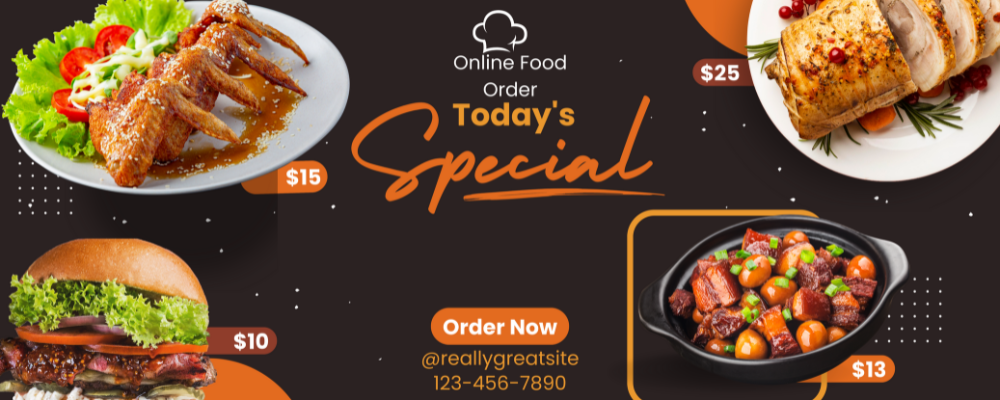 Online Food
Order
Today's
Special
$25
$15
$10
Order Now
@reallygreatsite
123-456-7890
$13